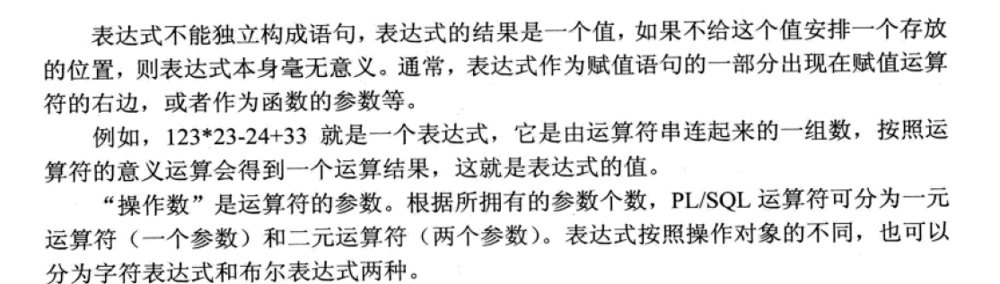 表达式不能独立构成语句，表达式的结果是一个值，如果不给这个值安排一个存放
的位置，则表达式本身毫无意义。通常，表达式作为赋值语句的一部分出现在赋值运算
符的右边，或者作为函数的参数等。
例如，123*23-24+33 就是一个表达式，它是由运算符串连起来的一组数，按照运
算符的意义运算会得到一个运算结果，这就是表达式的值。
“操作数”是运算符的参数。根据所拥有的参数个数，PL/SQL 运算符可分为一元
运算符（一个参数）和二元运算符（两个参数）。表达式按照操作对象的不同，也可以
分为字符表达式和布尔表达式两种。